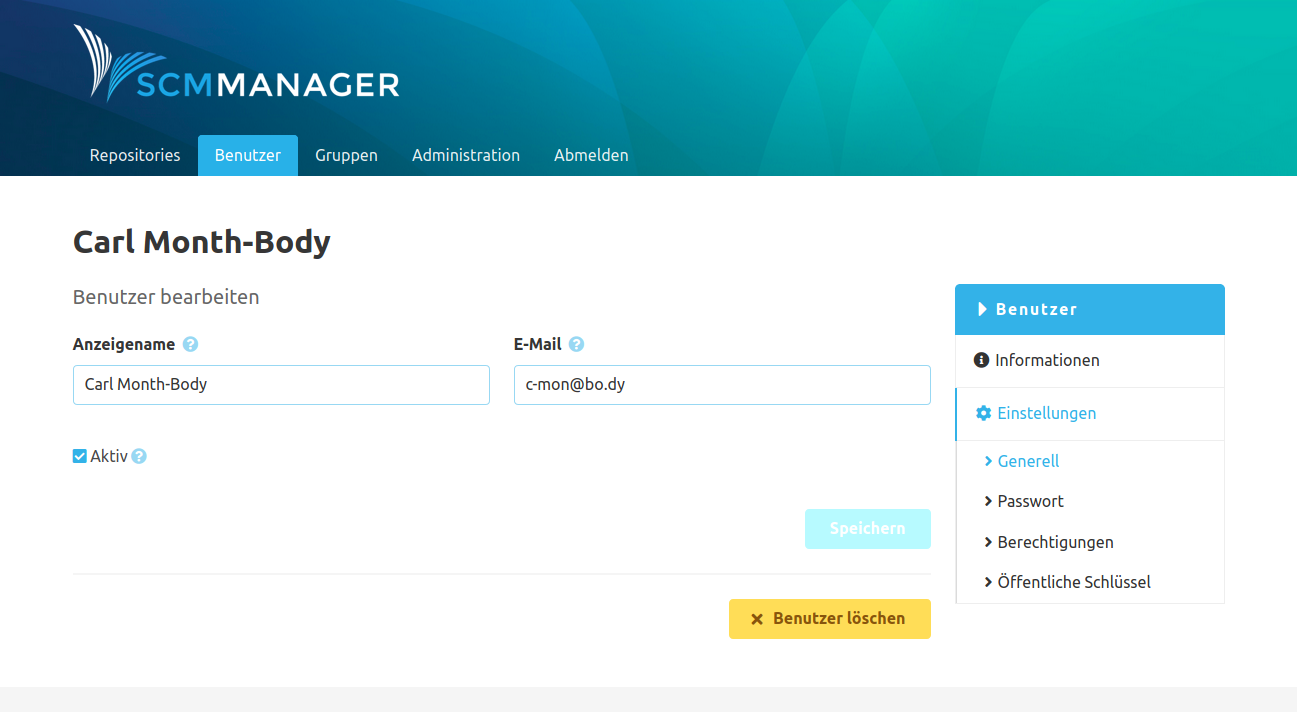 SCMMANAGER
Repositories Benutzer Gruppen Administration Abmelden
Carl Month-Body
Benutzer bearbeiten
Anzeigename ?
E-Mail ?
Carl Month-Body
c-mon@bo.dy
Aktiv ?
Speichern
Benutzer löschen
Benutzer
Informationen
Einstellungen
Generell
Passwort
Berechtigungen
Öffentliche Schlüssel